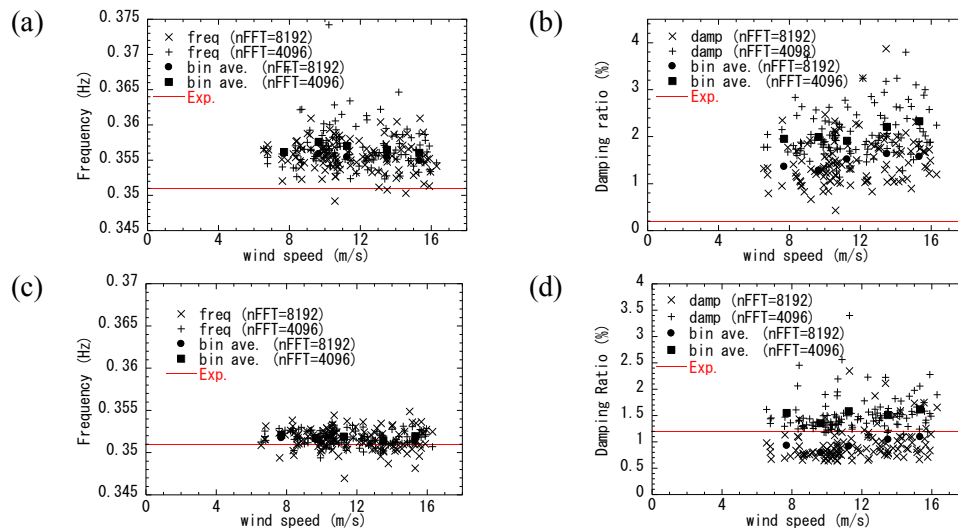 (a)
0.375
0.37
0.365
0.36
0.355
0.35
0.345
Frequency (Hz)
freq (nFFT=8192)
freq (nFFT=4096)
bin ave. (nFFT=8192)
bin ave. (nFFT=4096)
Exp.
0 4 8 12 16
wind speed (m/s)
(b)
4
3
2
1
0
Damping ratio (%)
damp (nFFT=8192)
damp (nFFT=4098)
bin ave. (nFFT=8192)
bin ave. (nFFT=4096)
Exp.
0 4 8 12 16
wind speed (m/s)
(c)
0.37
0.365
0.36
0.355
0.35
0.345
Frequency (Hz)
freq (nFFT=8192)
freq (nFFT=4096)
bin ave. (nFFT=8192)
bin ave. (nFFT=4096)
Exp.
0 4 8 12 16
wind speed (m/s)
(d)
4
3.5
3
2.5
2
1.5
1
0.5
0
Damping Ratio (%)
damp (nFFT=8192)
damp (nFFT=4096)
bin ave. (nFFT=8192)
bin ave. (nFFT=4096)
Exp.
0 4 8 12 16
wind speed (m/s)